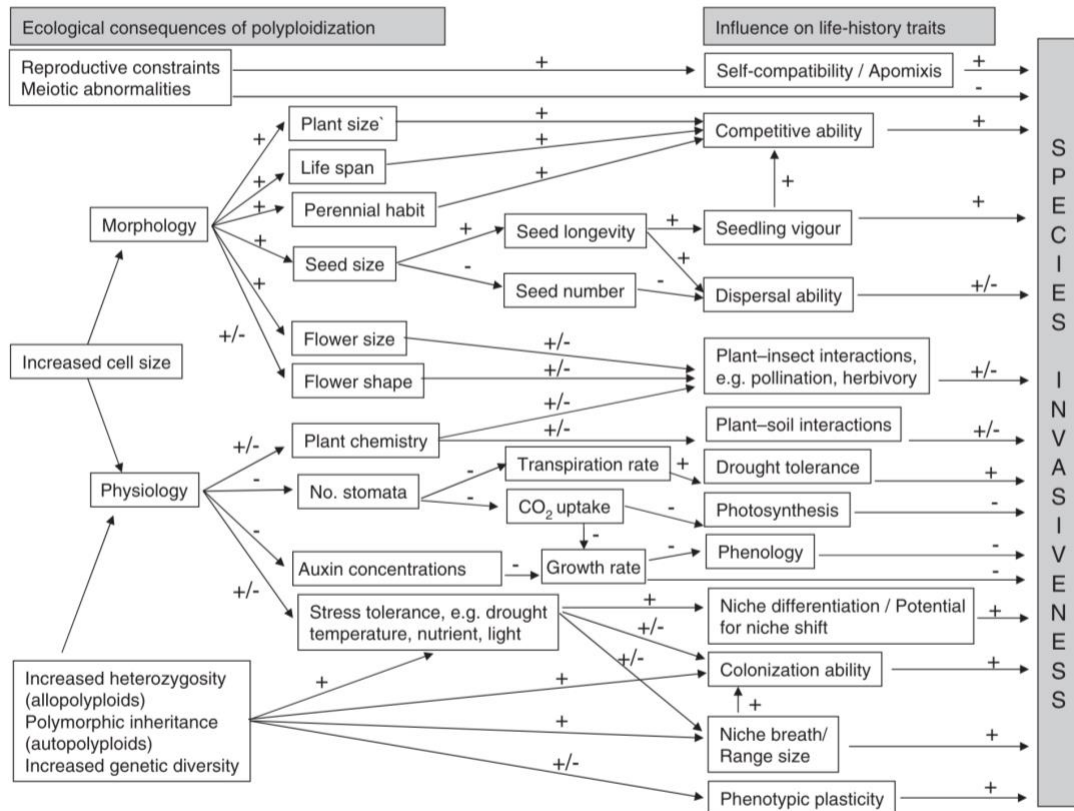 Ecological consequences of polyploidization
Influence on life-history traits
Reproductive constraints
Meiotic abnormalities
+
Self-compatibility / Apomixis
+
-
Plant size`
+
Competitive ability
+
+
Life span
+
+
Perennial habit
+
+
+
Morphology
Seed size
+
+
Seed longevity
+
Seedling vigour
+
-
Seed number
+
-
Dispersal ability
+/-
Increased cell size
+
Flower size
+/-
+/-
Flower shape
+/-
Plant–insect interactions,
e.g. pollination, herbivory
+/-
+/-
Plant chemistry
+/-
+/-
Plant–soil interactions
+/-
Physiology
-
No. stomata
-
Transpiration rate
+
Drought tolerance
+
-
CO2 uptake
-
Photosynthesis
-
-
-
Auxin concentrations
-
Growth rate
-
Phenology
-
-
+/-
Stress tolerance, e.g. drought
temperature, nutrient, light
+
Niche differentiation / Potential
for niche shift
+
+/-
+/-
Increased heterozygosity
(allopolyploids)
Polymorphic inheritance
(autopolyploids)
Increased genetic diversity
+
+
Colonization ability
+
+
+
Niche breath/
Range size
+
+/-
Phenotypic plasticity
+
SPECIES INVASIVENESS